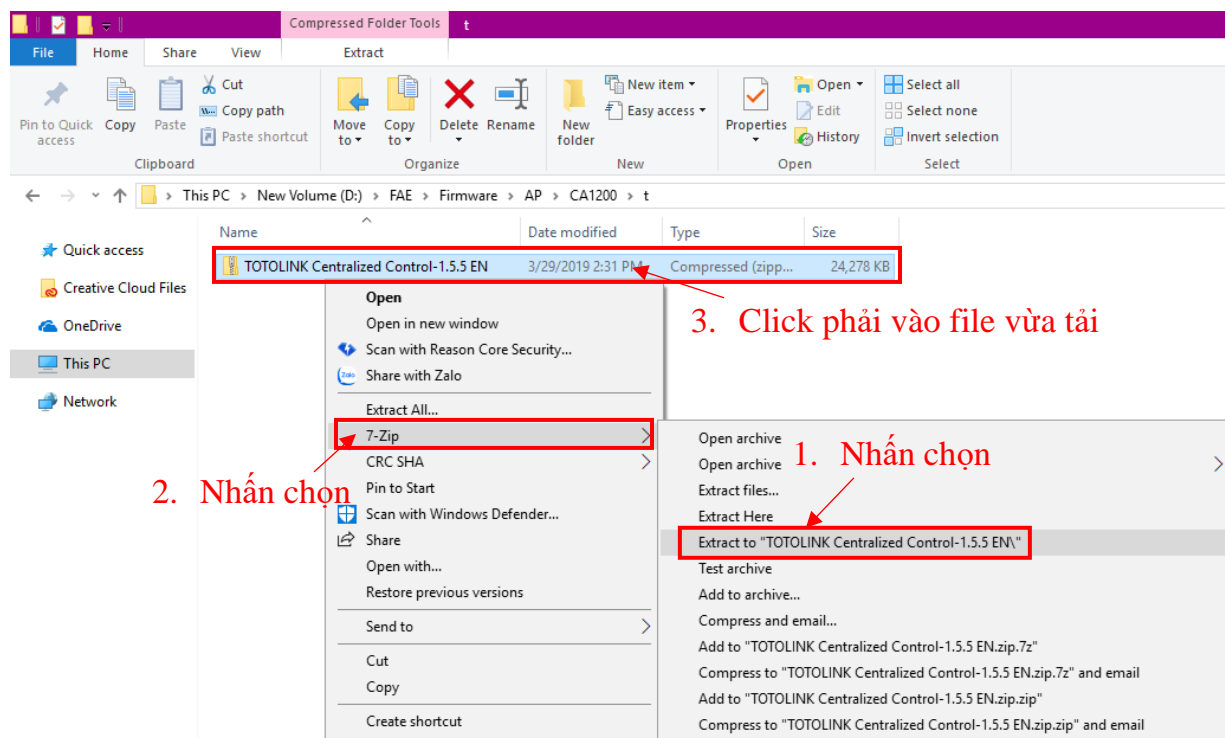 Compressed Folder Tools t
File Home Share View Extract
Pin to Quick access
Copy
Paste
Cut
Copy path
Paste shortcut
Clipboard
Move to
Copy to
Delete
Rename
Organize
New folder
New item
Easy access
New
Properties
Open
Edit
History
Open
Select all
Select none
Invert selection
Select
This PC > New Volume (D:) > FAE > Firmware > AP > CA1200 > t
Quick access
Creative Cloud Files
OneDrive
This PC
Network
Name Date modified Type Size
TOTOLINK Centralized Control-1.5.5 EN 3/29/2019 2:31 PM Compressed (zipp... 24,278 KB
3. Click phải vào file vừa tải
Open
Open in new window
Scan with Reason Core Security...
Zalo
Share with Zalo
Extract All...
7-Zip
CRC SHA
Pin to Start
Scan with Windows Defender...
Share
Open with...
Restore previous versions
Send to
Cut
Copy
Create shortcut
2. Nhấn chọn
Open archive
Open archive
1. Nhấn chọn
Extract files...
Extract Here
Extract to "TOTOLINK Centralized Control-1.5.5 EN\"
Test archive
Add to archive...
Compress and email...
Add to "TOTOLINK Centralized Control-1.5.5 EN.zip.7z"
Compress to "TOTOLINK Centralized Control-1.5.5 EN.zip.7z" and email
Add to "TOTOLINK Centralized Control-1.5.5 EN.zip.zip"
Compress to "TOTOLINK Centralized Control-1.5.5 EN.zip.zip" and email